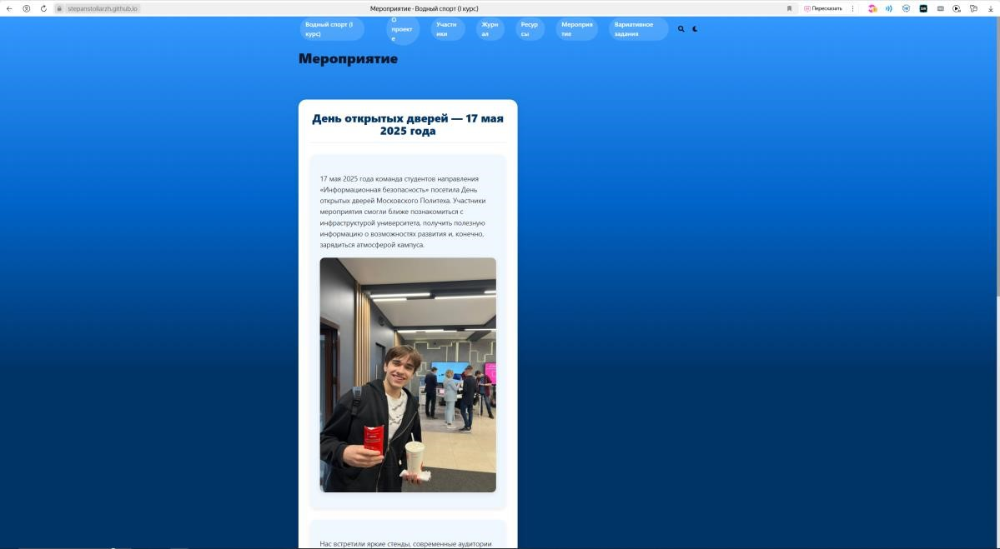 stepanstoliarzh.github.io
Мероприятие · Водный спорт (I курс)
Пересказать
Водный спорт (I
курс)
О
проект
е
Участн
ики
Журн
ал
Ресур
сы
Мероприя
тие
Вариативное
задания
Мероприятие
День открытых дверей — 17 мая
2025 года
17 мая 2025 года команда студентов направления
«Информационная безопасность» посетила День
открытых дверей Московского Политеха. Участники
мероприятия смогли ближе познакомиться с
инфраструктурой университета, получить полезную
информацию о возможностях развития и, конечно,
зарядиться атмосферой кампуса.
Нас встретили яркие стенды, современные аудитории